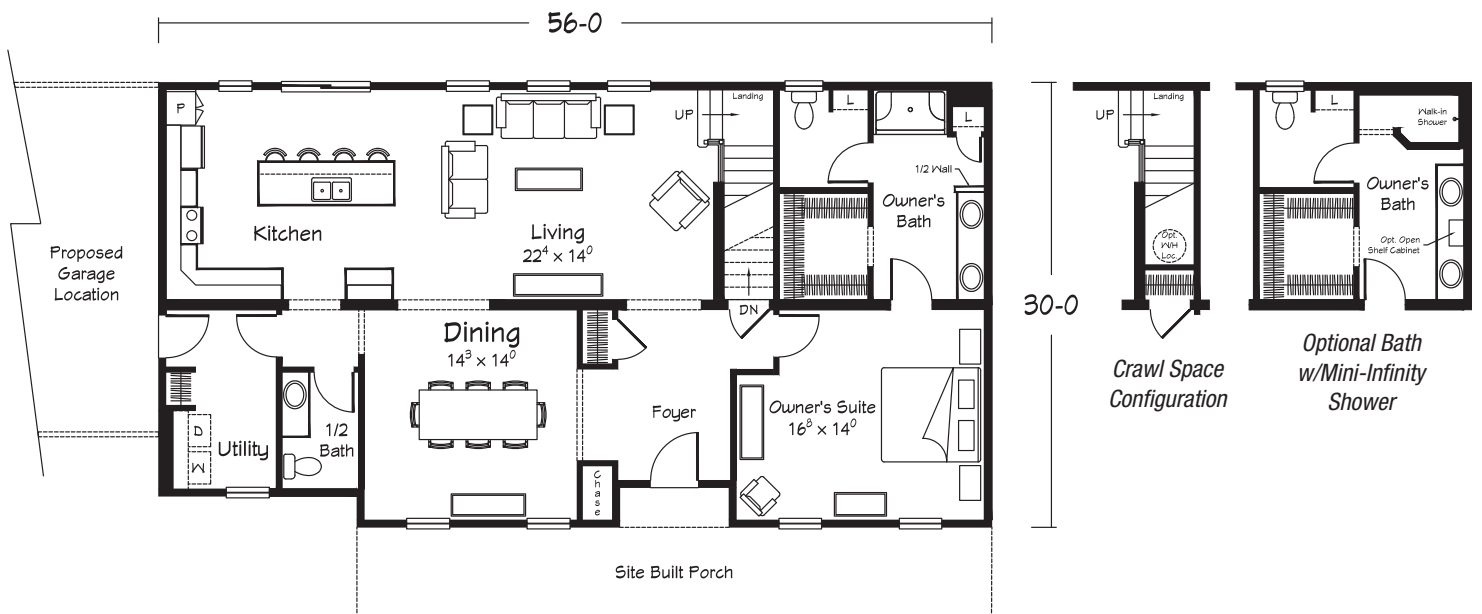 56-0
P
UP
Landing
L
L
1/2 Wall
Owner's
Bath
Kitchen
Living
22⁴ x 14⁰
Proposed
Garage
Location
DN
30-0
Dining
14³ x 14⁰
Foyer
Owner's Suite
16⁸ x 14⁰
D
W
Utility
1/2
Bath
Chase
Site Built Porch
UP
Landing
Opt.
W/H
Loc.
Crawl Space
Configuration
L
Walk-in
Shower
Owner's
Bath
Opt. Open
Shelf Cabinet
Optional Bath
w/Mini-Infinity
Shower